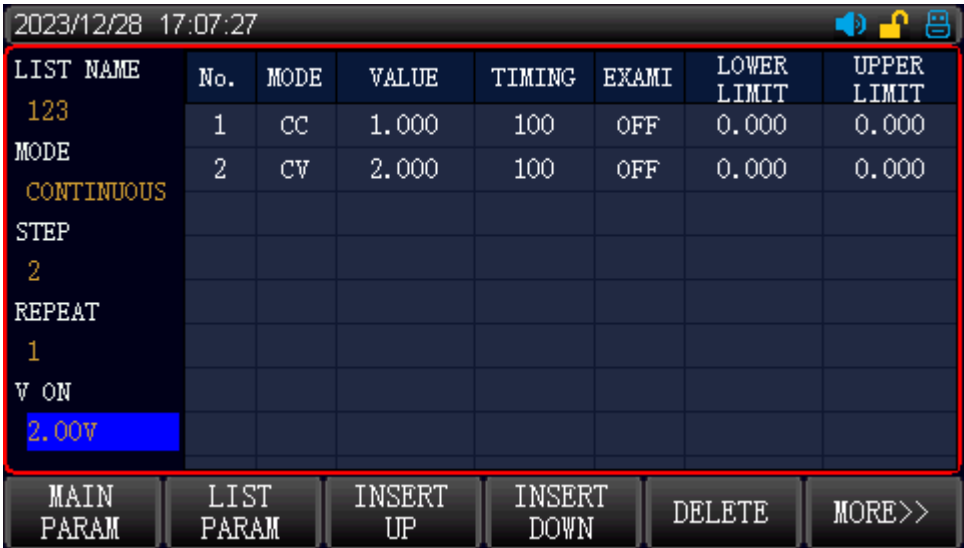 2023/12/28 17:07:27
LIST NAME
123
MODE
CONTINUOUS
STEP
2
REPEAT
1
V ON
2.00V
No. MODE VALUE TIMING EXAMI LOWER LIMIT UPPER LIMIT
1 CC 1.000 100 OFF 0.000 0.000
2 CV 2.000 100 OFF 0.000 0.000
MAIN PARAM LIST PARAM INSERT UP INSERT DOWN DELETE MORE>>